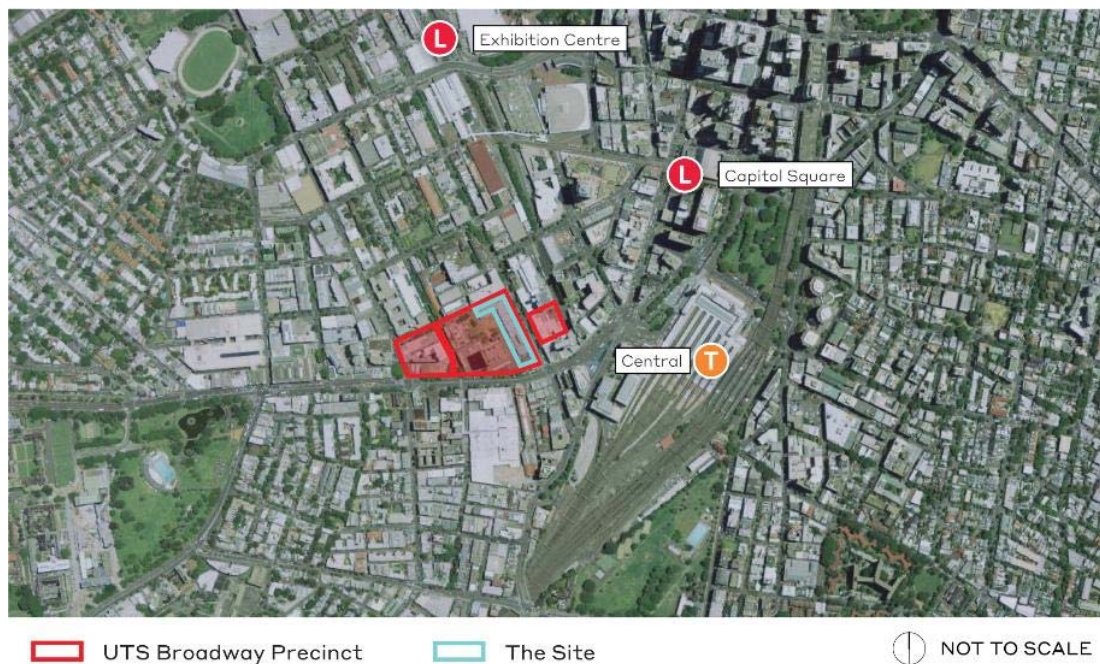 L Exhibition Centre
L Capitol Square
Central T
UTS Broadway Precinct
The Site
NOT TO SCALE